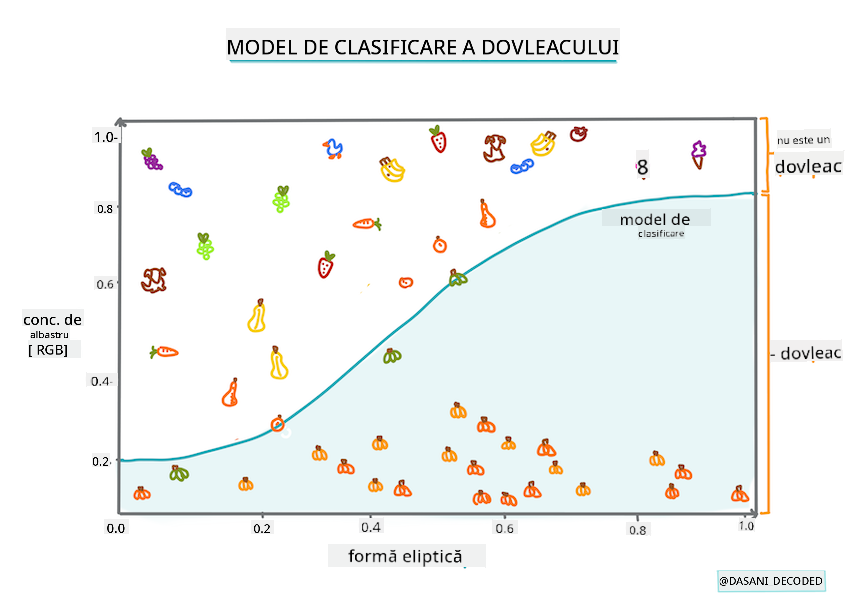 MODEL DE CLASIFICARE A DOVLEACULUI
1.0-
nu este un
dovleac
8
0.8
model de
clasificare
0.6
conc. de
albastru
[ RGB]
- dovleac
0.4-
0.2-
0.0
0.2
0.4
0.6
0.8
1.0
formă eliptică
@DASANI_DECODED